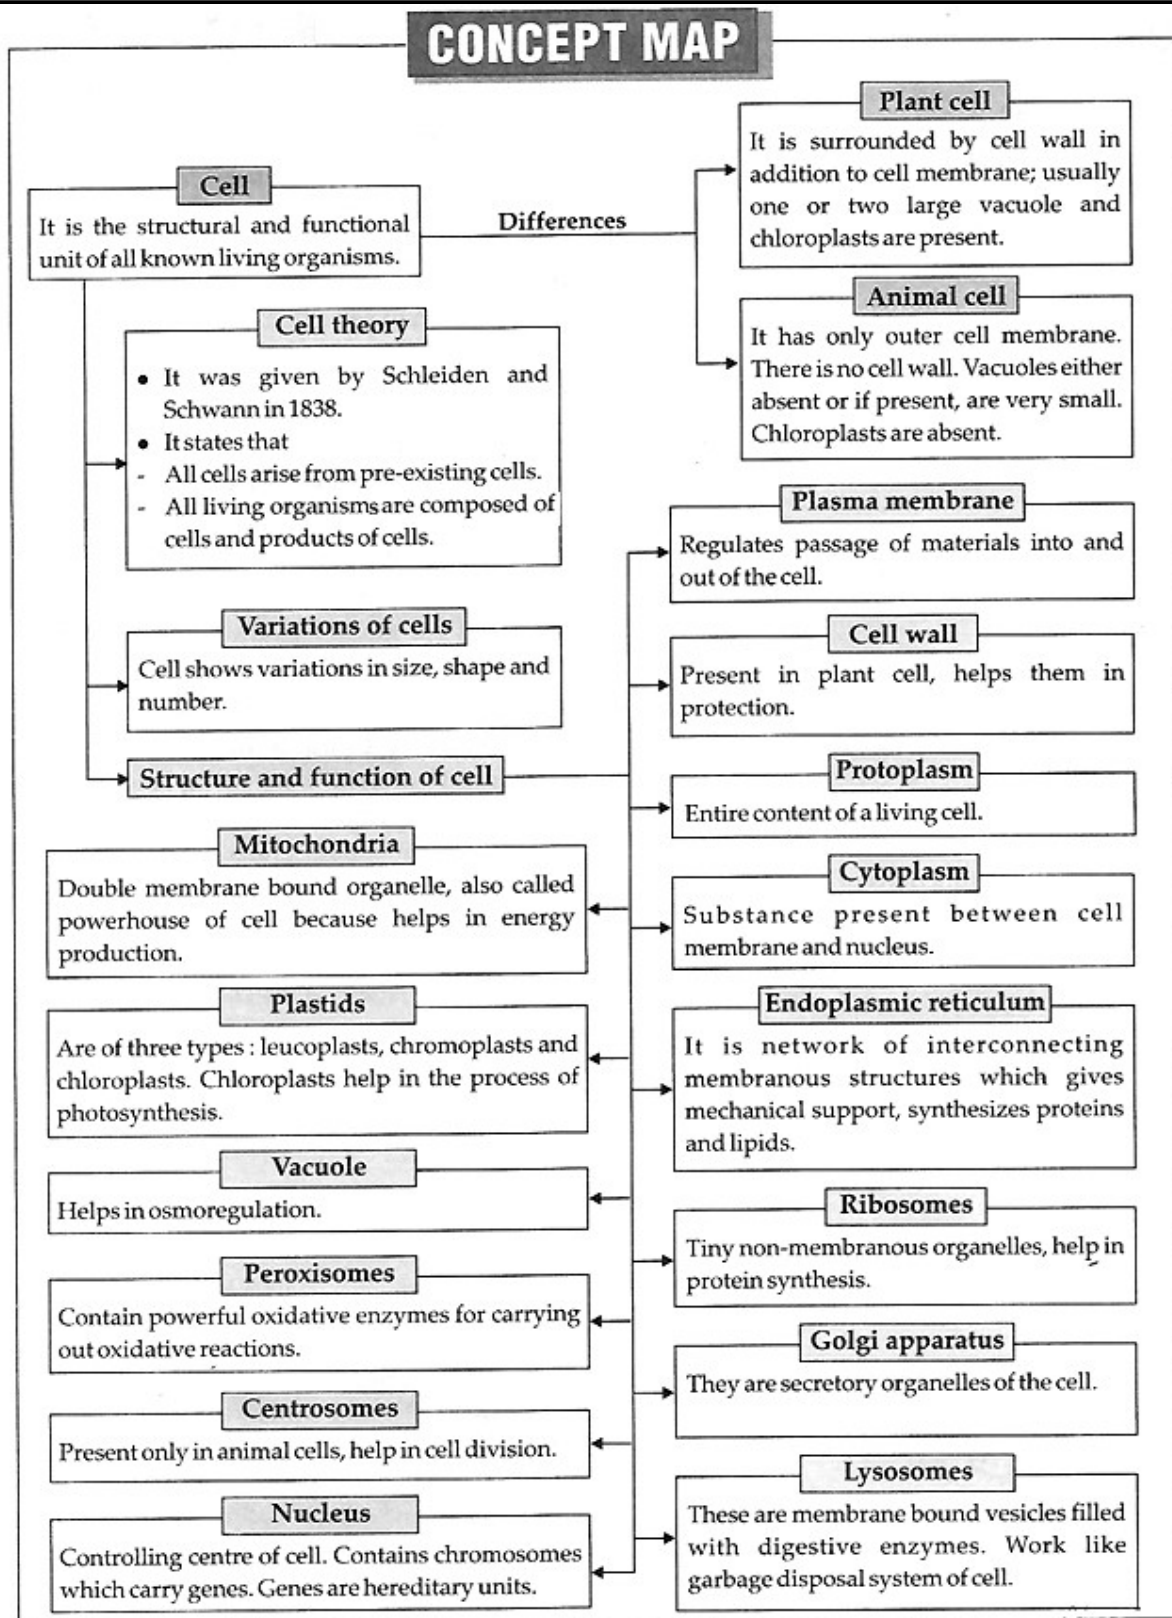 CONCEPT MAP
Cell
It is the structural and functional
unit of all known living organisms.
Differences
Plant cell
It is surrounded by cell wall in
addition to cell membrane; usually
one or two large vacuole and
chloroplasts are present.
Animal cell
It has only outer cell membrane.
There is no cell wall. Vacuoles either
absent or if present, are very small.
Chloroplasts are absent.
Cell theory
• It was given by Schleiden and
Schwann in 1838.
• It states that
- All cells arise from pre-existing cells.
- All living organisms are composed of
cells and products of cells.
Variations of cells
Cell shows variations in size, shape and
number.
Structure and function of cell
Plasma membrane
Regulates passage of materials into and
out of the cell.
Cell wall
Present in plant cell, helps them in
protection.
Protoplasm
Entire content of a living cell.
Cytoplasm
Substance present between cell
membrane and nucleus.
Endoplasmic reticulum
It is network of interconnecting
membranous structures which gives
mechanical support, synthesizes proteins
and lipids.
Ribosomes
Tiny non-membranous organelles, help in
protein synthesis.
Golgi apparatus
They are secretory organelles of the cell.
Lysosomes
These are membrane bound vesicles filled
with digestive enzymes. Work like
garbage disposal system of cell.
Mitochondria
Double membrane bound organelle, also called
powerhouse of cell because helps in energy
production.
Plastids
Are of three types : leucoplasts, chromoplasts and
chloroplasts. Chloroplasts help in the process of
photosynthesis.
Vacuole
Helps in osmoregulation.
Peroxisomes
Contain powerful oxidative enzymes for carrying
out oxidative reactions.
Centrosomes
Present only in animal cells, help in cell division.
Nucleus
Controlling centre of cell. Contains chromosomes
which carry genes. Genes are hereditary units.